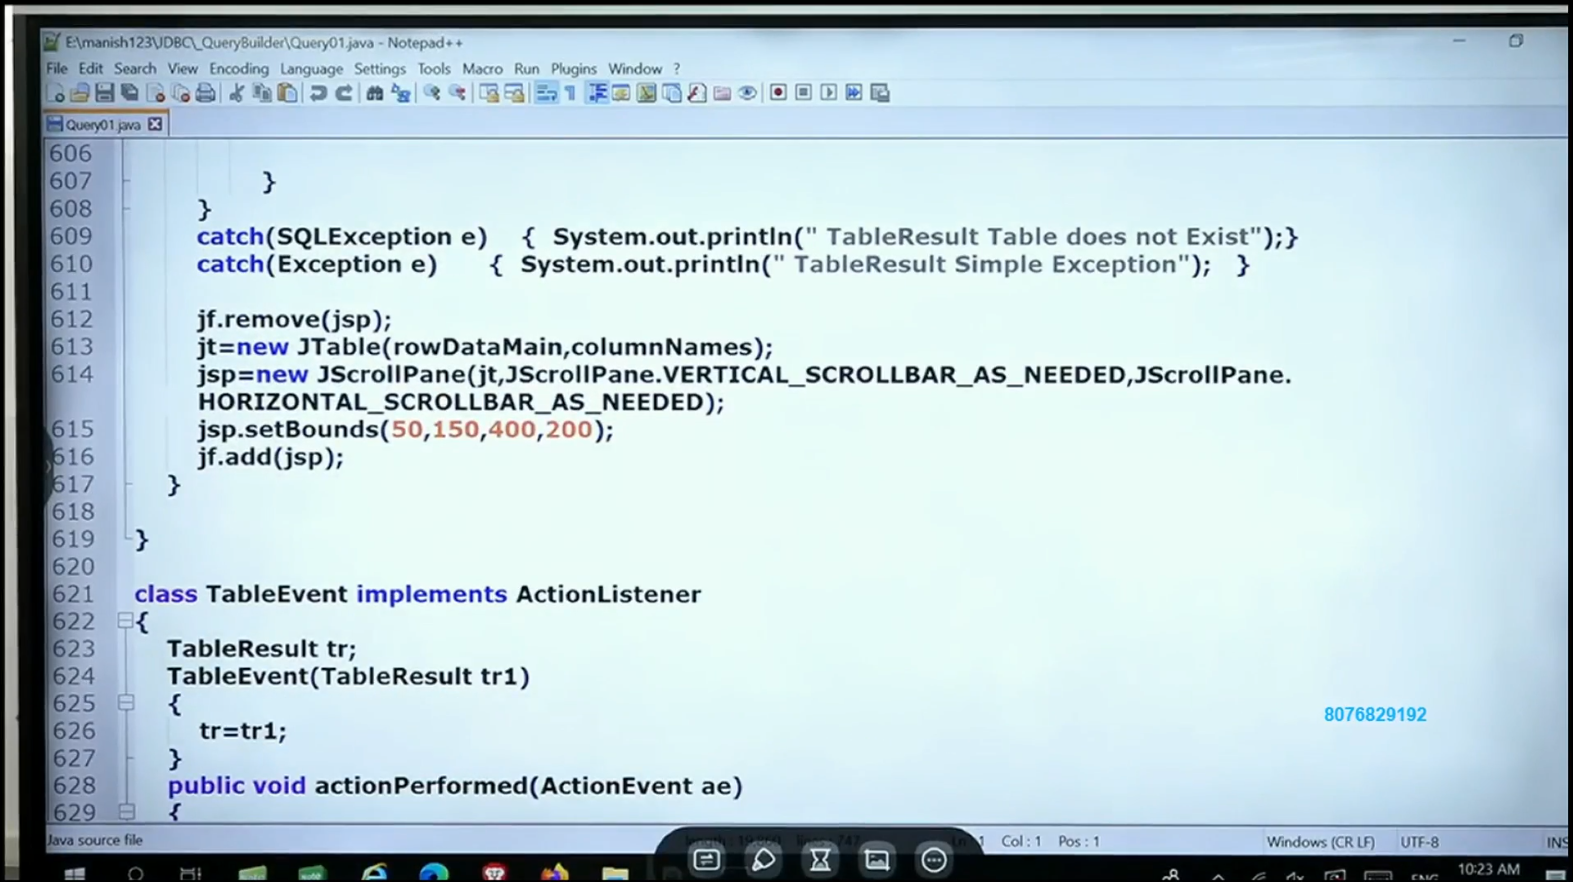 E:\manish123\JDBC\_QueryBuilder\Query01.java - Notepad++
File Edit Search View Encoding Language Settings Tools Macro Run Plugins Window ?
Query01.java
606
607 }
608 }
609 catch(SQLException e) { System.out.println(" TableResult Table does not Exist");}
610 catch(Exception e) { System.out.println(" TableResult Simple Exception"); }
611
612 jf.remove(jsp);
613 jt=new JTable(rowDataMain,columnNames);
614 jsp=new JScrollPane(jt,JScrollPane.VERTICAL_SCROLLBAR_AS_NEEDED,JScrollPane.
HORIZONTAL_SCROLLBAR_AS_NEEDED);
615 jsp.setBounds(50,150,400,200);
616 jf.add(jsp);
617 }
618
619 }
620
621 class TableEvent implements ActionListener
622 {
623 TableResult tr;
624 TableEvent(TableResult tr1)
625 {
626 tr=tr1;
627 }
628 public void actionPerformed(ActionEvent ae)
629 {
8076829192
Java source file Col : 1 Pos : 1 Windows (CR LF) UTF-8 INS
ENG 10:23 AM